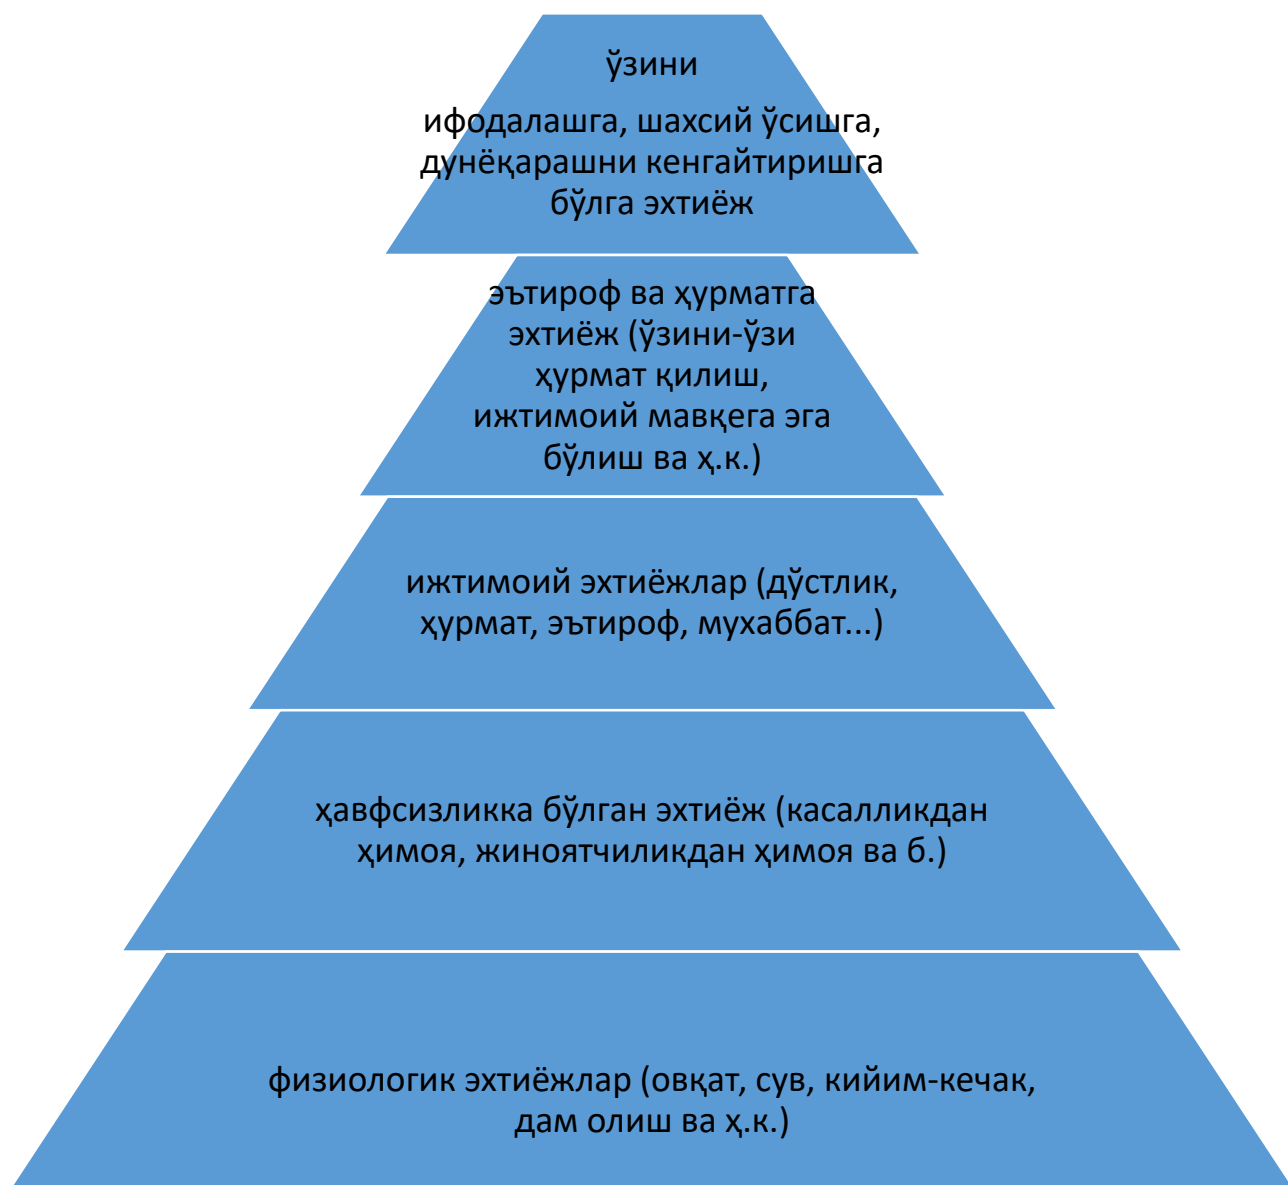 ўзини
ифодалашга, шахсий ўсишга,
дунёқарашни кенгайтиришга
бўлга эхтиёж
эътироф ва ҳурматга
эхтиёж (ўзини-ўзи
ҳурмат қилиш,
ижтимоий мавқега эга
бўлиш ва ҳ.к.)
ижтимоий эхтиёжлар (дўстлик,
ҳурмат, эътироф, мухаббат...)
ҳавфсизликка бўлган эхтиёж (касалликдан
ҳимоя, жиноятчиликдан ҳимоя ва б.)
физиологик эхтиёжлар (овқат, сув, кийим-кечак,
дам олиш ва ҳ.к.)